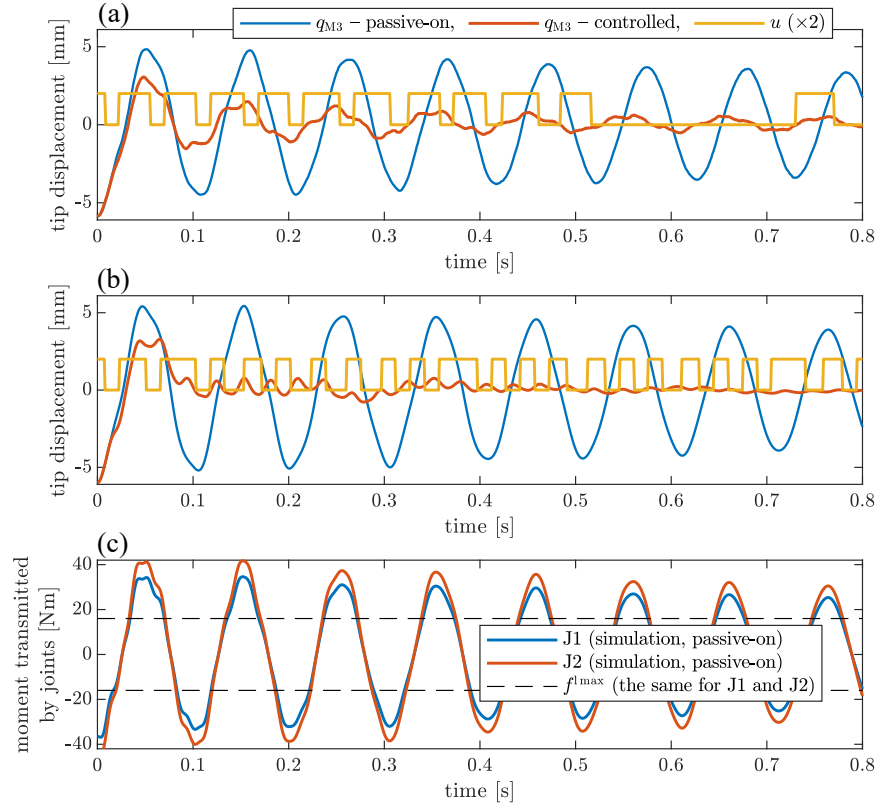 (a)
q_M3 – passive-on, q_M3 – controlled, u (×2)
tip displacement [mm]
5
0
-5
0 0.1 0.2 0.3 0.4 0.5 0.6 0.7 0.8
time [s]
(b)
tip displacement [mm]
5
0
-5
0 0.1 0.2 0.3 0.4 0.5 0.6 0.7 0.8
time [s]
(c)
moment transmitted
by joints [Nm]
40
20
0
-20
-40
J1 (simulation, passive-on)
J2 (simulation, passive-on)
f^{l max} (the same for J1 and J2)
0 0.1 0.2 0.3 0.4 0.5 0.6 0.7 0.8
time [s]